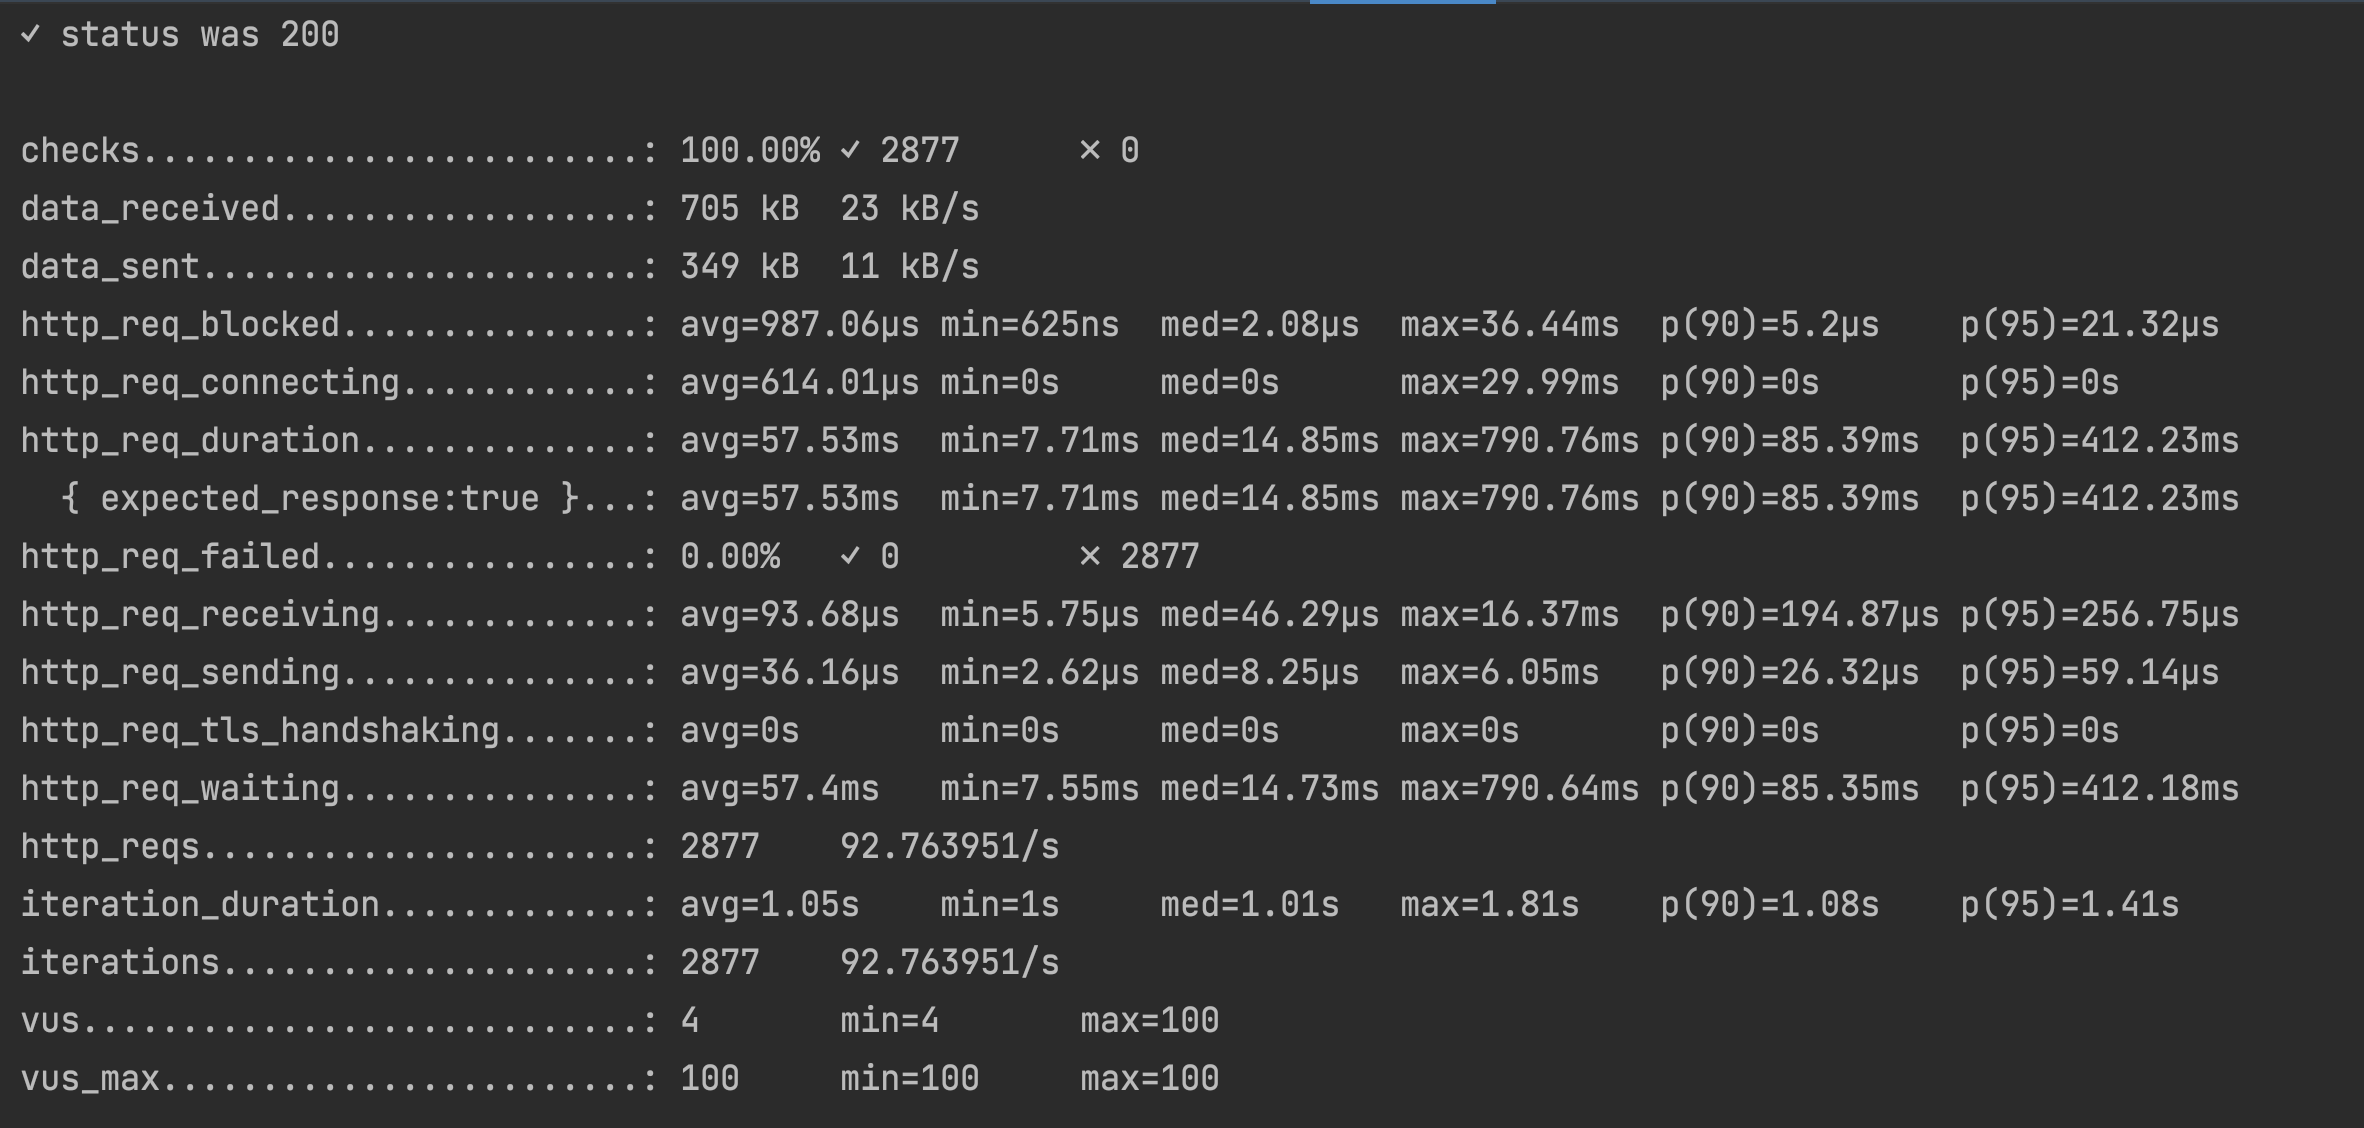 ✓ status was 200
checks.........................: 100.00% ✓ 2877      ✗ 0
data_received..................: 705 kB  23 kB/s
data_sent......................: 349 kB  11 kB/s
http_req_blocked...............: avg=987.06µs min=625ns  med=2.08µs  max=36.44ms  p(90)=5.2µs    p(95)=21.32µs
http_req_connecting............: avg=614.01µs min=0s     med=0s      max=29.99ms  p(90)=0s       p(95)=0s
http_req_duration..............: avg=57.53ms  min=7.71ms med=14.85ms max=790.76ms p(90)=85.39ms  p(95)=412.23ms
  { expected_response:true }...: avg=57.53ms  min=7.71ms med=14.85ms max=790.76ms p(90)=85.39ms  p(95)=412.23ms
http_req_failed................: 0.00%   ✓ 0         ✗ 2877
http_req_receiving.............: avg=93.68µs  min=5.75µs med=46.29µs max=16.37ms  p(90)=194.87µs p(95)=256.75µs
http_req_sending...............: avg=36.16µs  min=2.62µs med=8.25µs  max=6.05ms   p(90)=26.32µs  p(95)=59.14µs
http_req_tls_handshaking.......: avg=0s       min=0s     med=0s      max=0s       p(90)=0s       p(95)=0s
http_req_waiting...............: avg=57.4ms   min=7.55ms med=14.73ms max=790.64ms p(90)=85.35ms  p(95)=412.18ms
http_reqs......................: 2877    92.763951/s
iteration_duration.............: avg=1.05s    min=1s     med=1.01s   max=1.81s    p(90)=1.08s    p(95)=1.41s
iterations.....................: 2877    92.763951/s
vus............................: 4       min=4       max=100
vus_max........................: 100     min=100     max=100